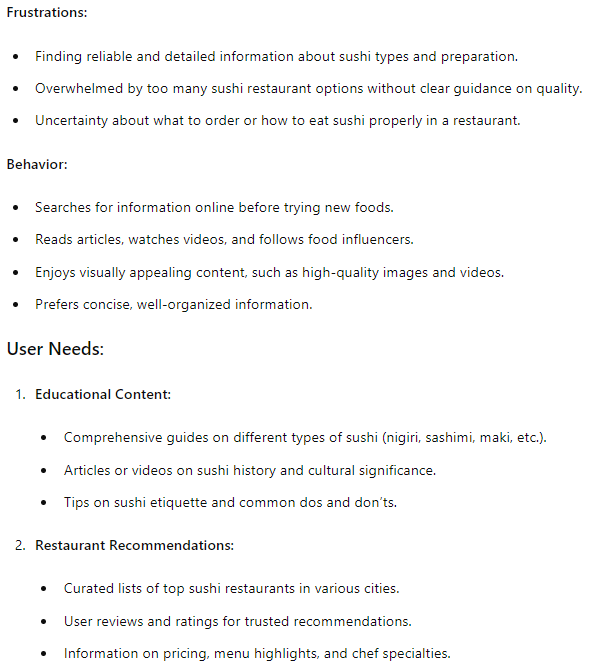 Frustrations:
• Finding reliable and detailed information about sushi types and preparation.
• Overwhelmed by too many sushi restaurant options without clear guidance on quality.
• Uncertainty about what to order or how to eat sushi properly in a restaurant.
Behavior:
• Searches for information online before trying new foods.
• Reads articles, watches videos, and follows food influencers.
• Enjoys visually appealing content, such as high-quality images and videos.
• Prefers concise, well-organized information.
User Needs:
1. Educational Content:
• Comprehensive guides on different types of sushi (nigiri, sashimi, maki, etc.).
• Articles or videos on sushi history and cultural significance.
• Tips on sushi etiquette and common dos and don'ts.
2. Restaurant Recommendations:
• Curated lists of top sushi restaurants in various cities.
• User reviews and ratings for trusted recommendations.
• Information on pricing, menu highlights, and chef specialties.